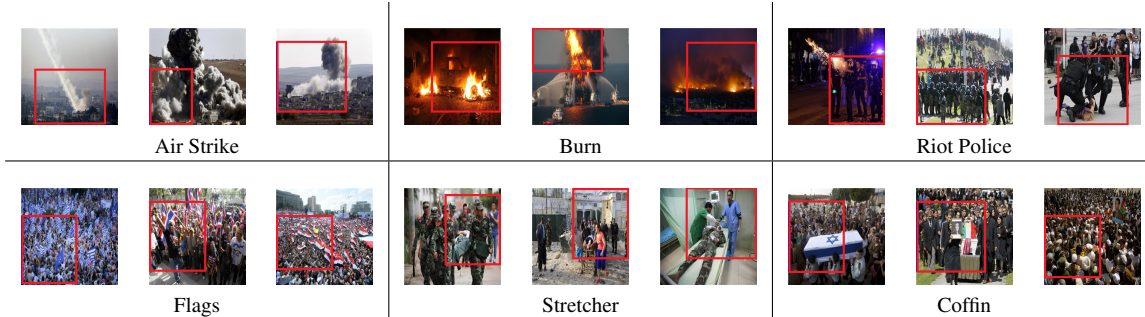 Air Strike
Burn
Riot Police
Flags
Stretcher
Coffin